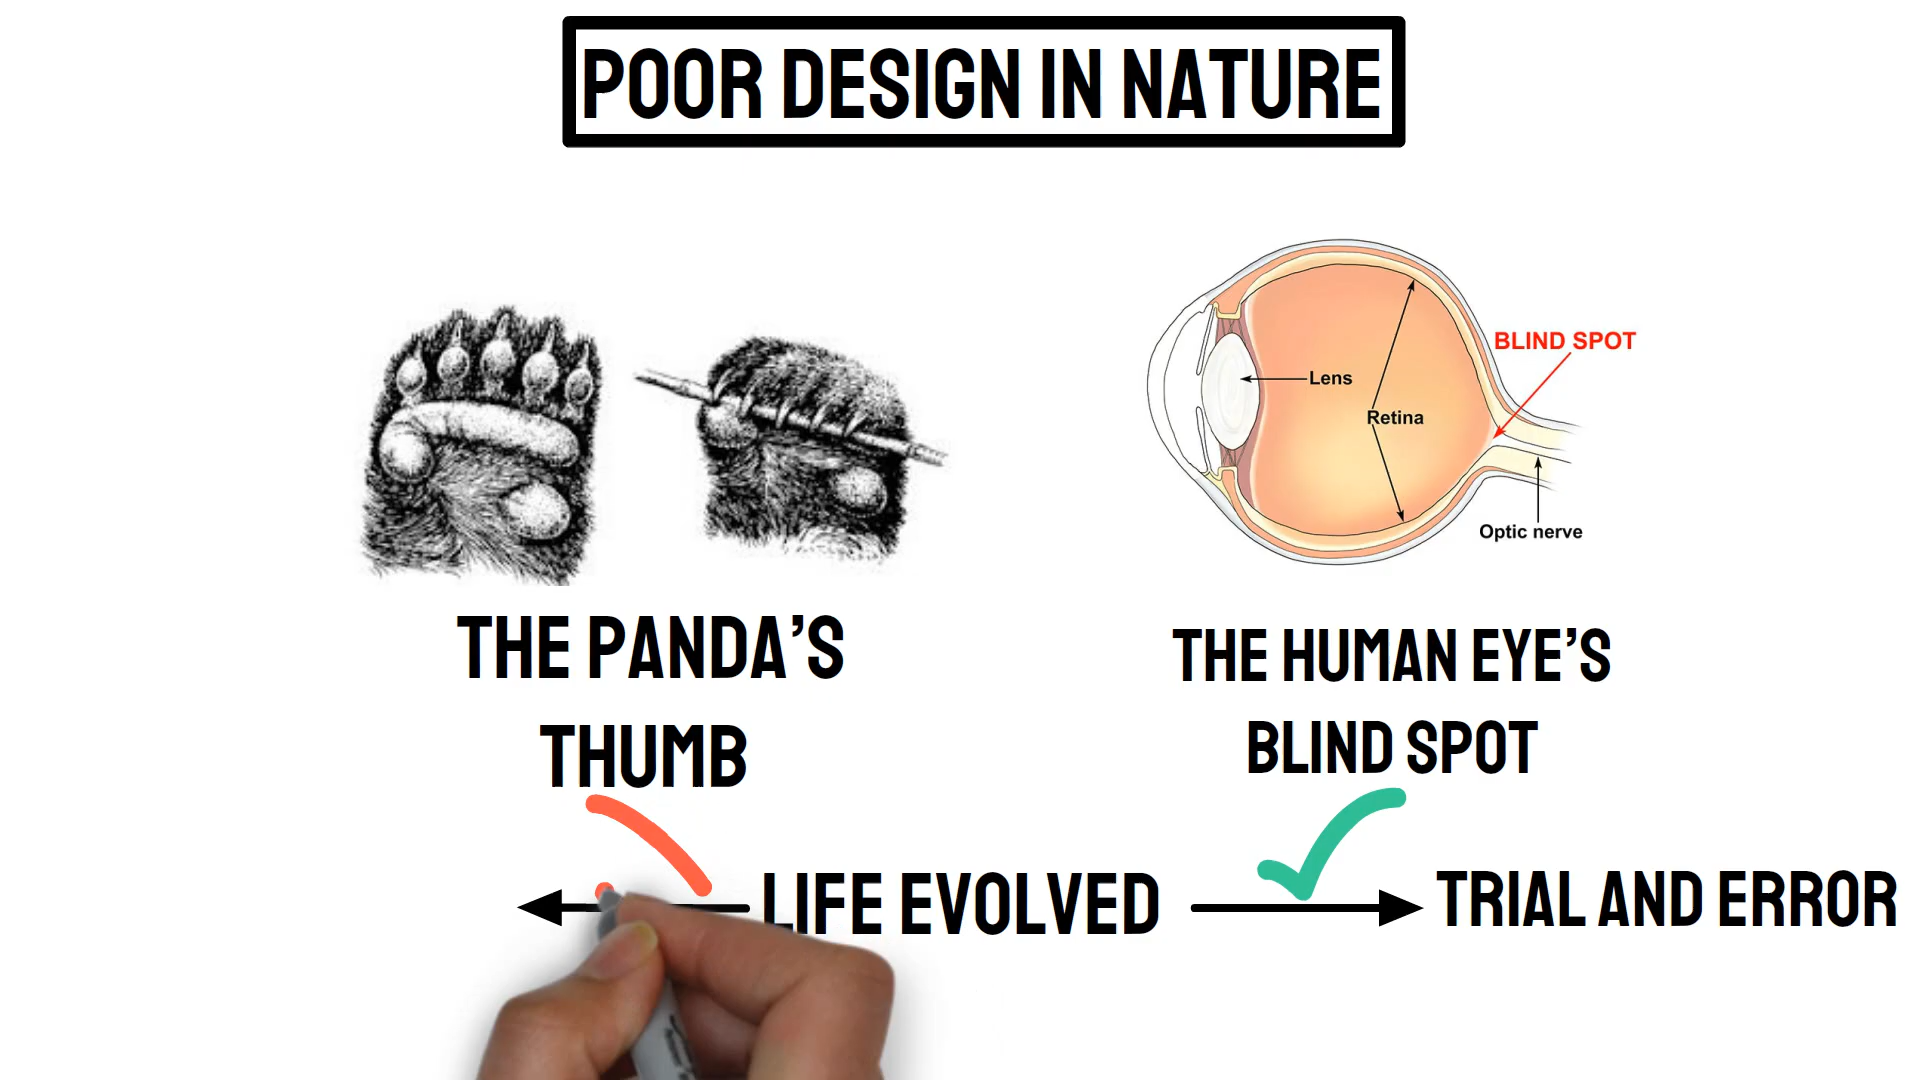 POOR DESIGN IN NATURE
BLIND SPOT
Lens
Retina
Optic nerve
THE PANDA'S
THUMB
THE HUMAN EYE'S
BLIND SPOT
LIFE EVOLVED
TRIAL AND ERROR